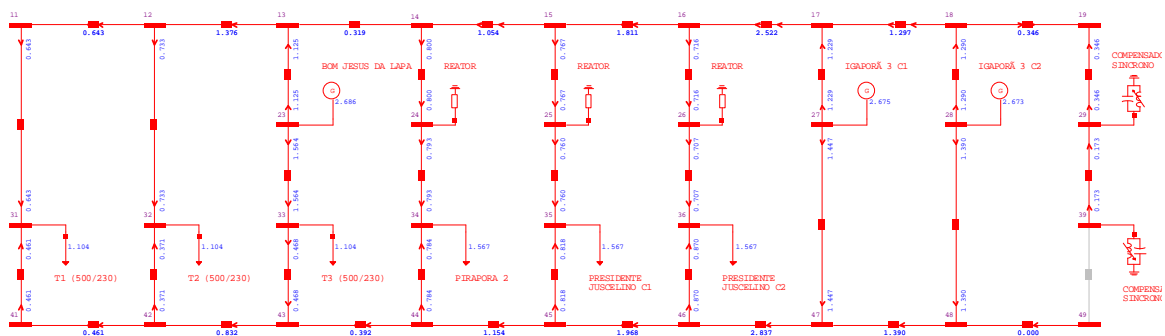 11 12 13 14 15 16 17 18 19
0.643 1.376 0.319 1.054 1.811 2.522 1.297 0.346
0.643 0.733 1.125 0.800 0.767 0.716 1.229 1.290 0.346
BOM JESUS DA LAPA REATOR REATOR REATOR IGAPORÃ 3 C1 IGAPORÃ 3 C2 COMPENSADO
SINCRONO
G G G
2.686 2.675 2.673
1.125 0.800 0.767 0.716 1.229 1.290 0.346
23 24 25 26 27 28 29
1.564 0.793 0.760 0.707 1.447 1.390 0.173
0.643 0.733 1.564 0.793 0.760 0.707 0.173
31 32 33 34 35 36 39
0.461 0.371 0.468 0.784 0.818 0.870
1.104 1.104 1.104 1.567 1.567 1.567
T1 (500/230) T2 (500/230) T3 (500/230) PIRAPORA 2 PRESIDENTE PRESIDENTE
JUSCELINO C1 JUSCELINO C2
COMPENSA
SINCRONO
0.461 0.371 0.468 0.784 0.818 0.870 1.447 1.390
41 42 43 44 45 46 47 48 49
0.461 0.832 0.392 1.154 1.968 2.837 1.390 0.000